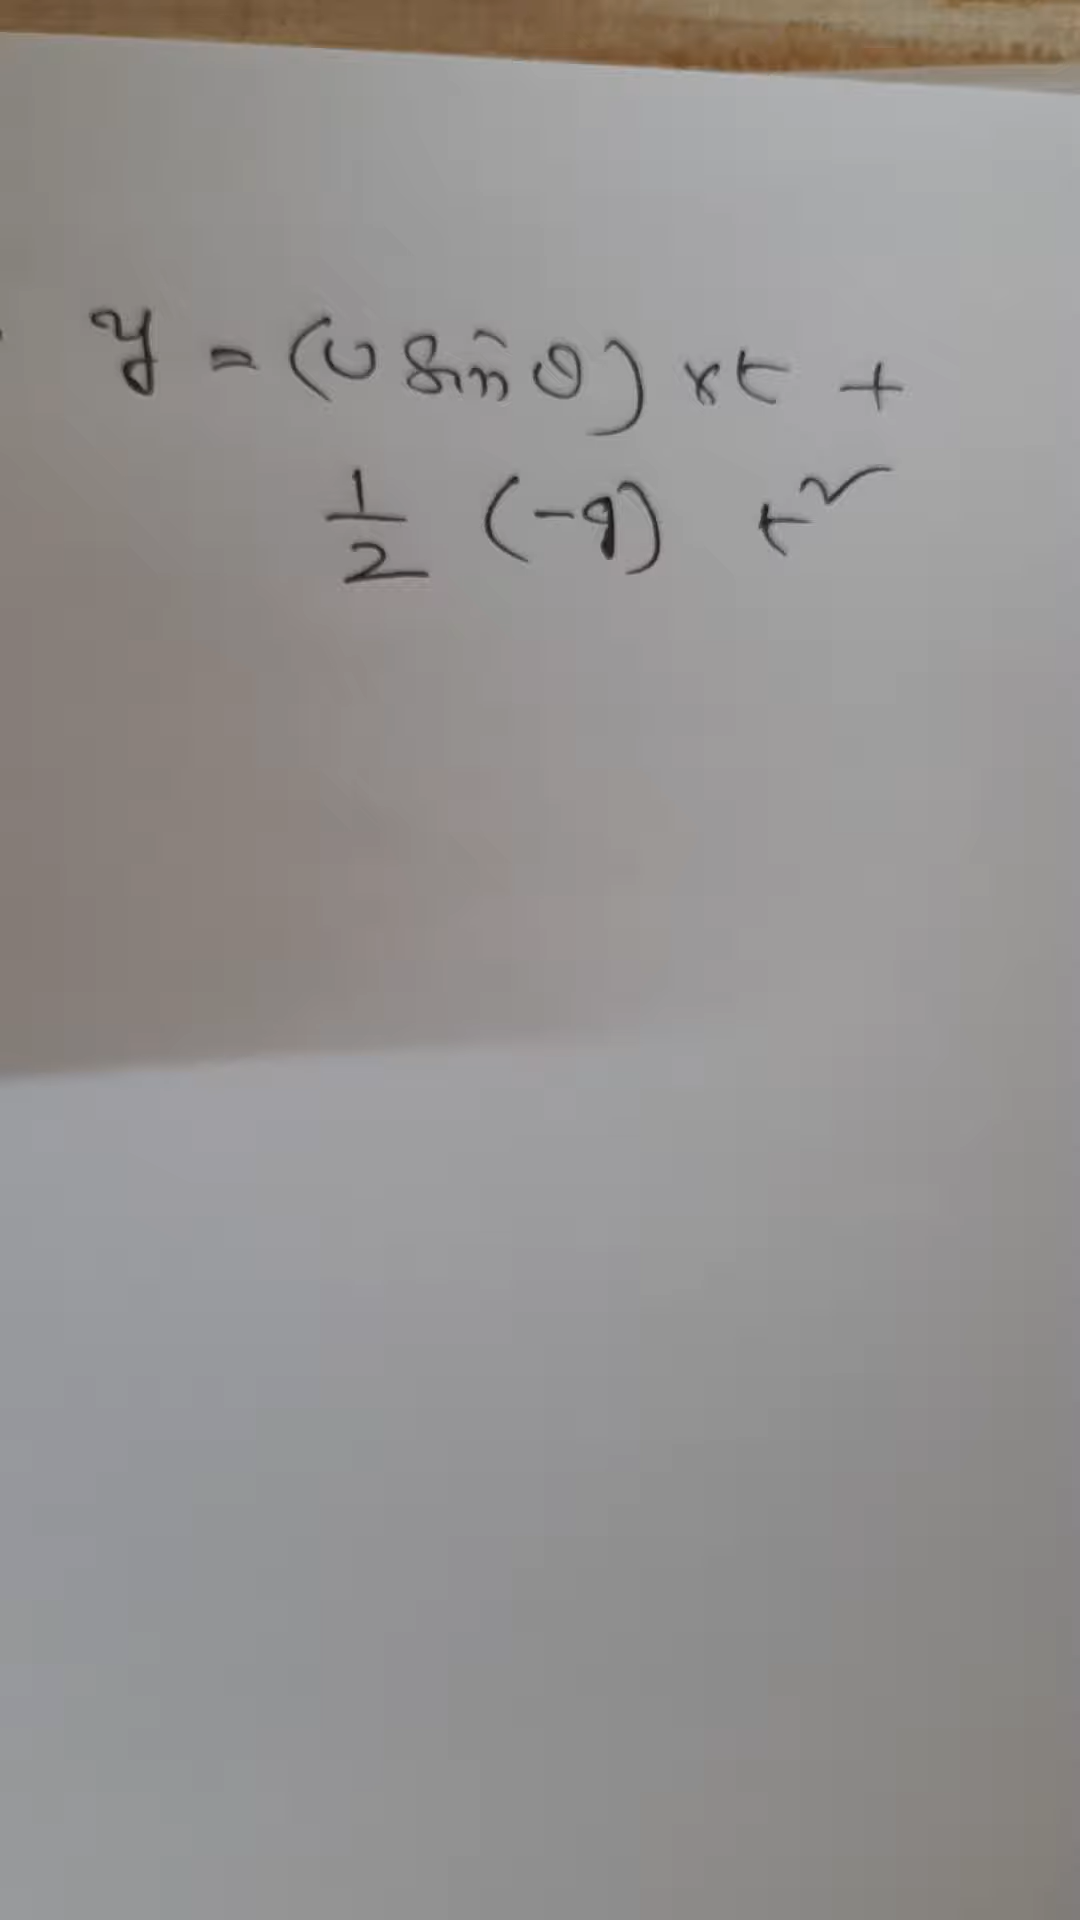 y = (u sin θ) x t +
1/2 (-g) t²